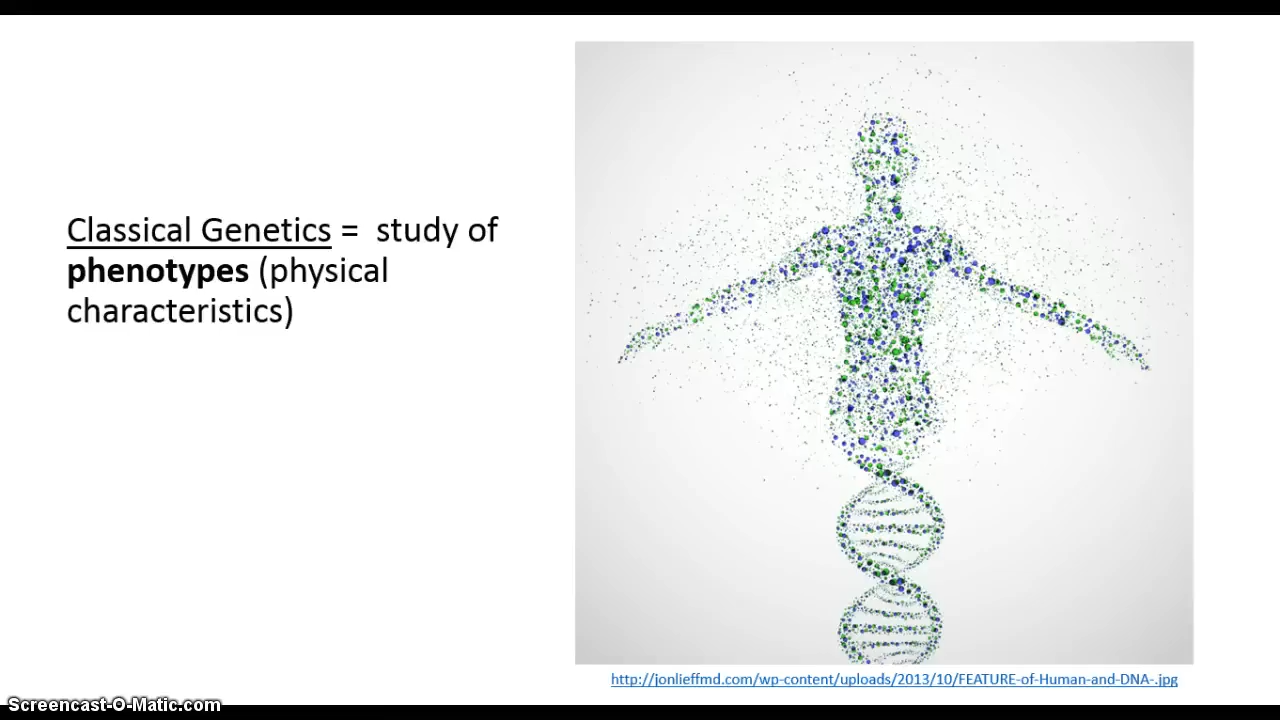 Classical Genetics =  study of
phenotypes (physical
characteristics)
http://jonlieffmd.com/wp-content/uploads/2013/10/FEATURE-of-Human-and-DNA-.jpg
Screencast-O-Matic.com